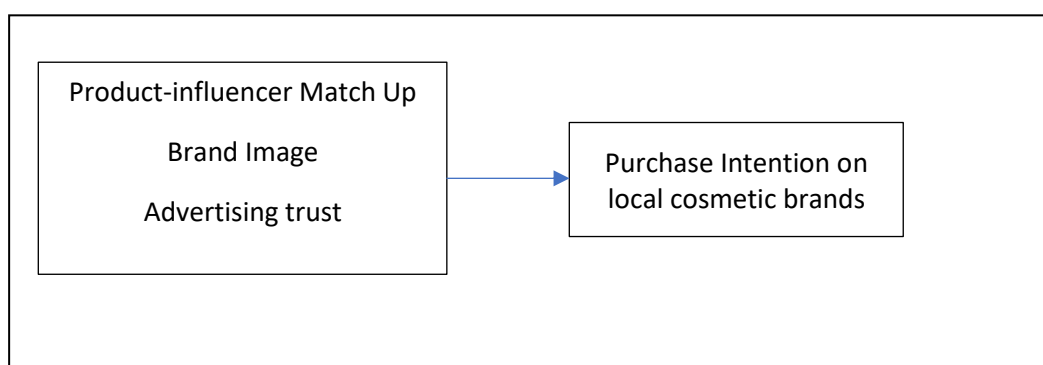 Product-influencer Match Up
Brand Image
Advertising trust
Purchase Intention on
local cosmetic brands